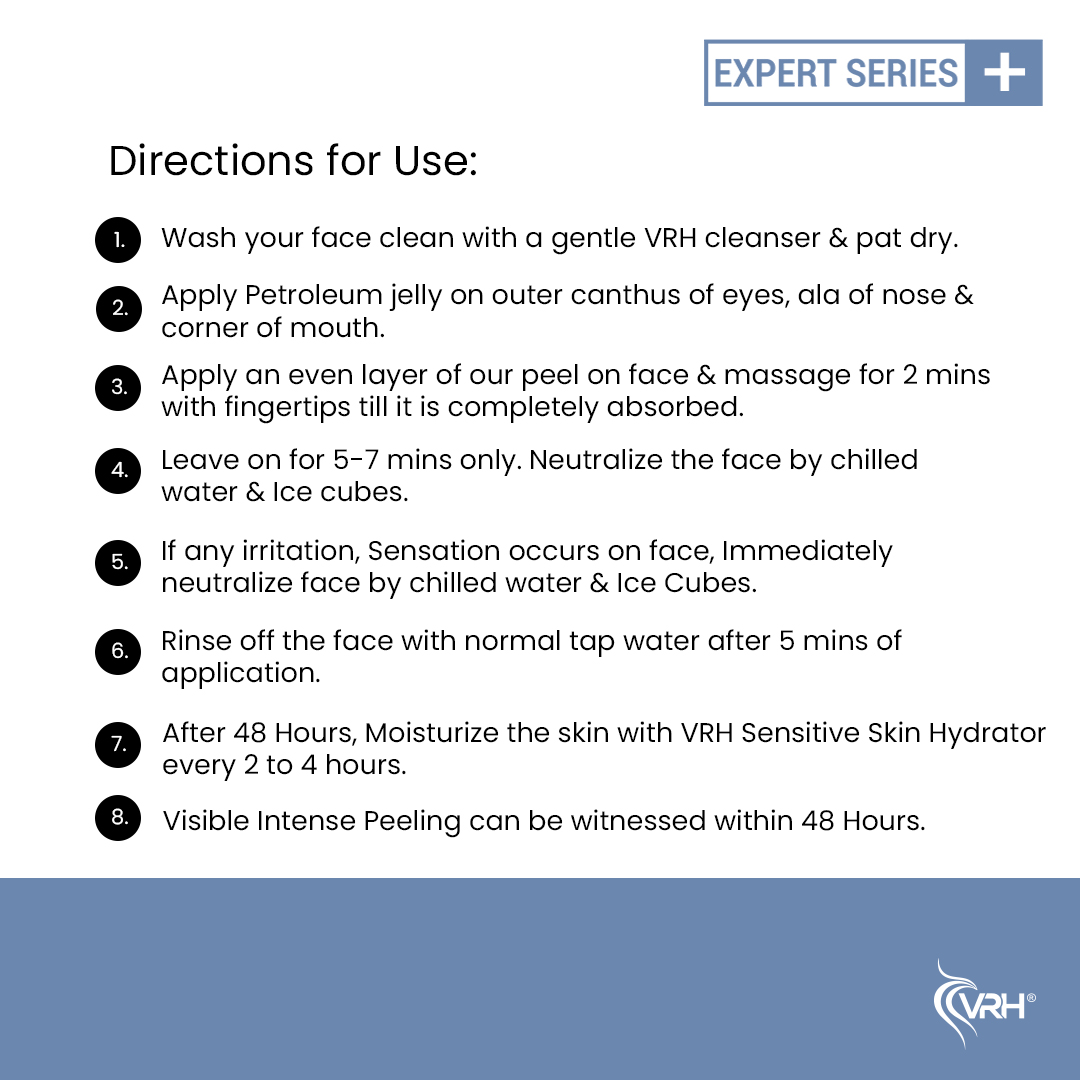 EXPERT SERIES +
Directions for Use:
1. Wash your face clean with a gentle VRH cleanser & pat dry.
2. Apply Petroleum jelly on outer canthus of eyes, ala of nose &
corner of mouth.
3. Apply an even layer of our peel on face & massage for 2 mins
with fingertips till it is completely absorbed.
4. Leave on for 5-7 mins only. Neutralize the face by chilled
water & Ice cubes.
5. If any irritation, Sensation occurs on face, Immediately
neutralize face by chilled water & Ice Cubes.
6. Rinse off the face with normal tap water after 5 mins of
application.
7. After 48 Hours, Moisturize the skin with VRH Sensitive Skin Hydrator
every 2 to 4 hours.
8. Visible Intense Peeling can be witnessed within 48 Hours.
VRH®